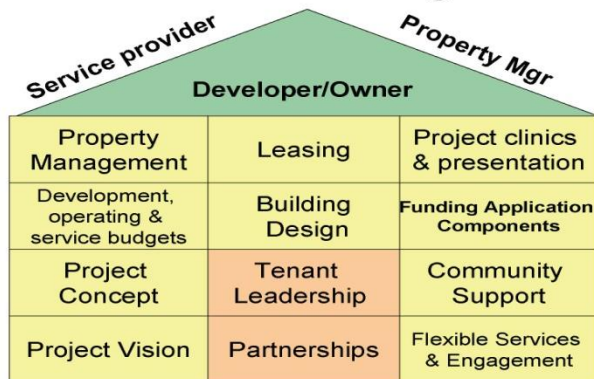 Service provider
Property Mgr
Developer/Owner
Property
Management
Leasing
Project clinics
& presentation
Development,
operating &
service budgets
Building
Design
Funding Application
Components
Project
Concept
Tenant
Leadership
Community
Support
Project Vision
Partnerships
Flexible Services
& Engagement